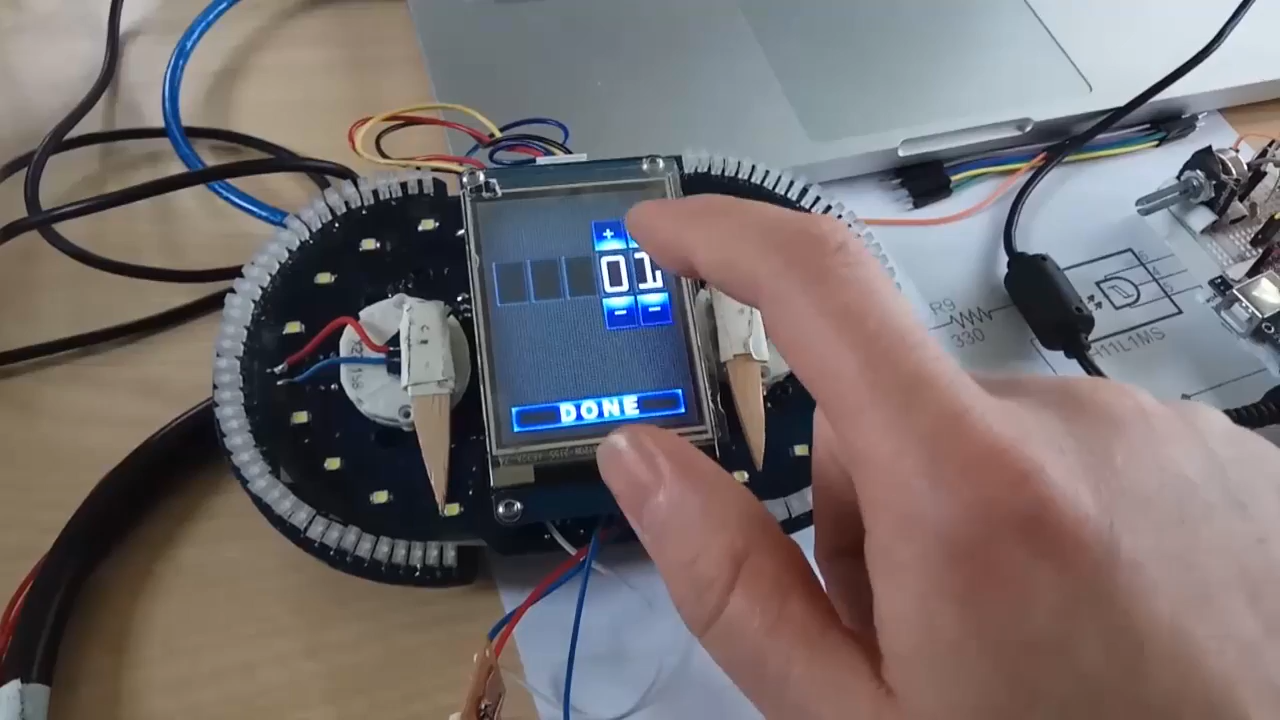 +
01
- -
DONE
R9
330
H11L1MS